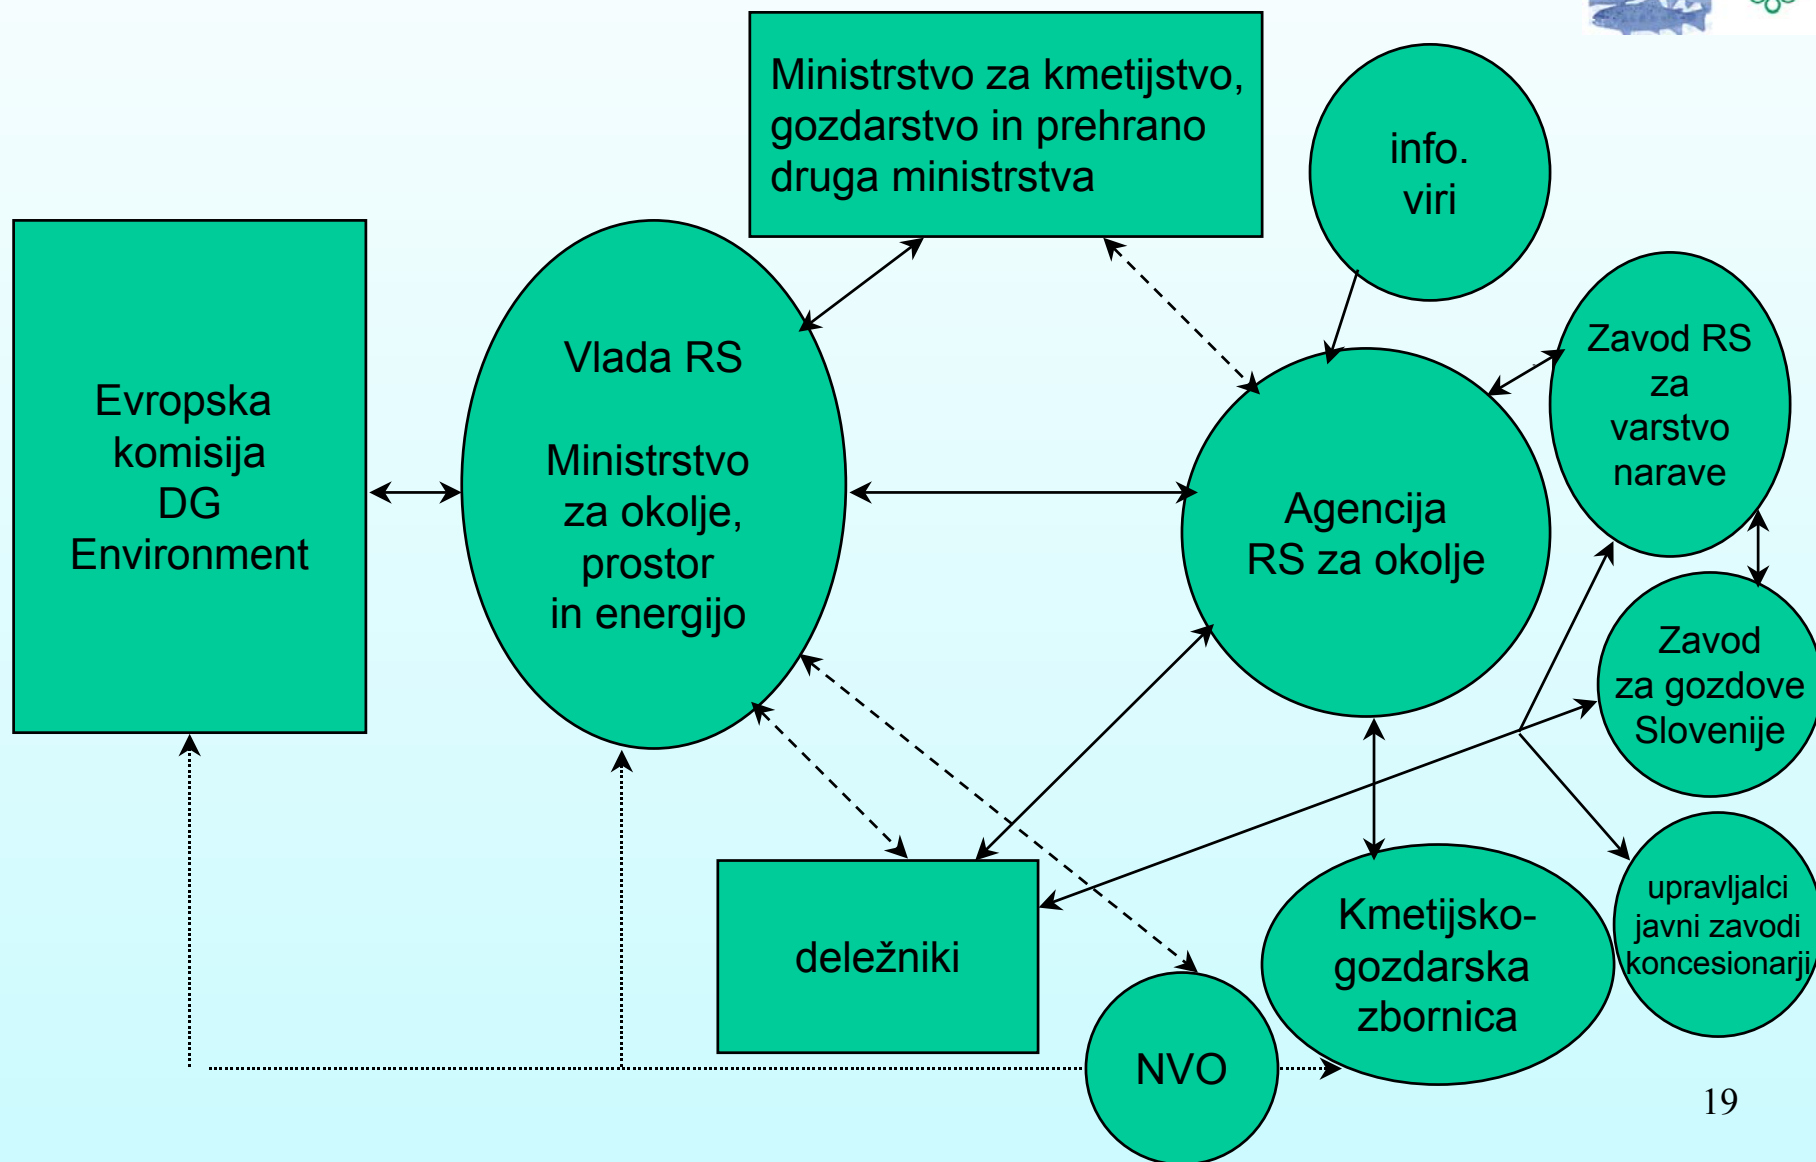 Ministrstvo za kmetijstvo,
gozdarstvo in prehrano
druga ministrstva
info.
viri
Evropska
komisija
DG
Environment
Vlada RS
Ministrstvo
za okolje,
prostor
in energijo
Agencija
RS za okolje
Zavod RS
za
varstvo
narave
Zavod
za gozdove
Slovenije
deležniki
NVO
Kmetijsko-
gozdarska
zbornica
upravljalci
javni zavodi
koncesionarji
19